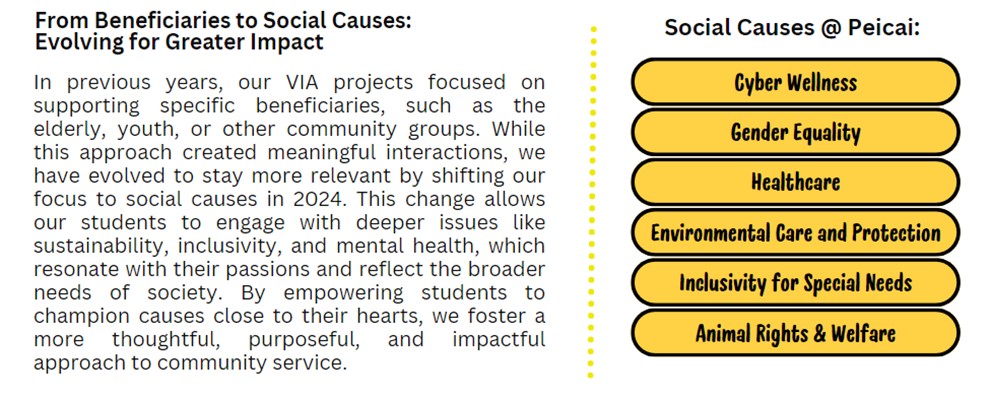 From Beneficiaries to Social Causes:
Evolving for Greater Impact
In previous years, our VIA projects focused on
supporting specific beneficiaries, such as the
elderly, youth, or other community groups. While
this approach created meaningful interactions, we
have evolved to stay more relevant by shifting our
focus to social causes in 2024. This change allows
our students to engage with deeper issues like
sustainability, inclusivity, and mental health, which
resonate with their passions and reflect the broader
needs of society. By empowering students to
champion causes close to their hearts, we foster a
more thoughtful, purposeful, and impactful
approach to community service.
Social Causes @ Peicai:
Cyber Wellness
Gender Equality
Healthcare
Environmental Care and Protection
Inclusivity for Special Needs
Animal Rights & Welfare